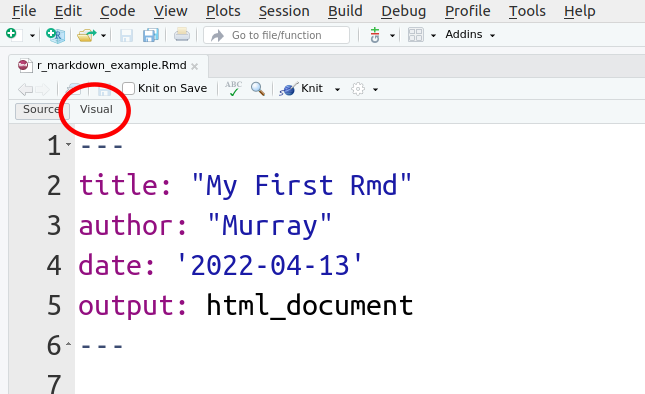 File Edit Code View Plots Session Build Debug Profile Tools Help
Go to file/function Addins
r_markdown_example.Rmd
Knit on Save ABC Knit
Source Visual
1 ---
2 title: "My First Rmd"
3 author: "Murray"
4 date: '2022-04-13'
5 output: html_document
6 ---
7